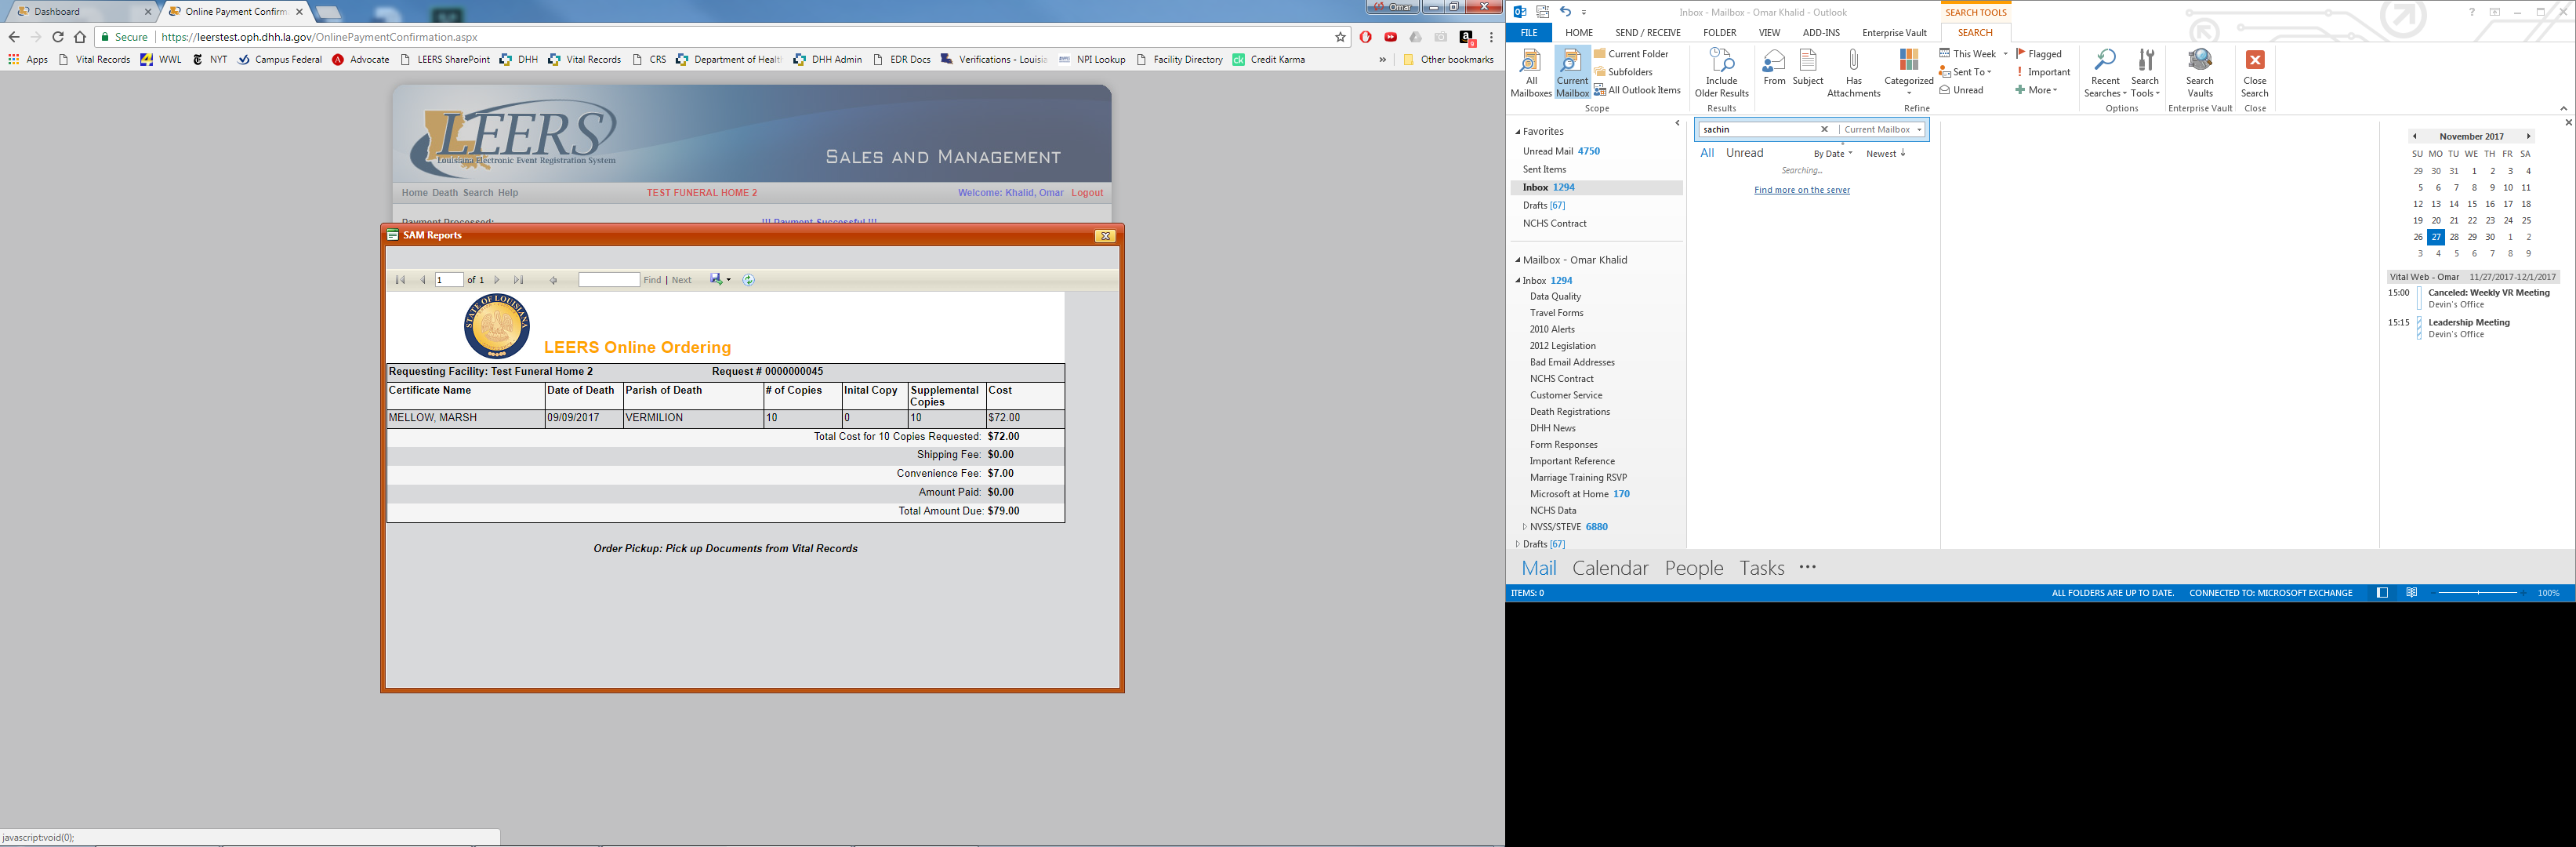 Dashboard
Online Payment Confirm
Omar
Secure
https://leerstest.oph.dhh.la.gov/OnlinePaymentConfirmation.aspx
Apps Vital Records WWL NYT Campus Federal Advocate LEERS SharePoint DHH Vital Records CRS Department of Healt DHH Admin EDR Docs Verifications - Louisia NPI Lookup Facility Directory Credit Karma » Other bookmarks
LEERS
Louisiana Electronic Event Registration System
SALES AND MANAGEMENT
Home Death Search Help TEST FUNERAL HOME 2 Welcome: Khalid, Omar Logout
Payment Processed: !!! Payment Successful !!!
SAM Reports
1 of 1 Find | Next
STATE OF LOUISIANA
LEERS Online Ordering
Requesting Facility: Test Funeral Home 2 Request # 0000000045
Certificate Name Date of Death Parish of Death # of Copies Inital Copy Supplemental Copies Cost
MELLOW, MARSH 09/09/2017 VERMILION 10 0 10 $72.00
Total Cost for 10 Copies Requested: $72.00
Shipping Fee: $0.00
Convenience Fee: $7.00
Amount Paid: $0.00
Total Amount Due: $79.00
Order Pickup: Pick up Documents from Vital Records
javascript:void(0);
Inbox - Mailbox - Omar Khalid - Outlook
SEARCH TOOLS
FILE HOME SEND / RECEIVE FOLDER VIEW ADD-INS Enterprise Vault SEARCH
All Mailboxes
Current Mailbox
Current Folder
Subfolders
All Outlook Items
Scope
Include Older Results
Results
From
Subject
Has Attachments
Categorized
This Week
Sent To
Unread
Flagged
Important
More
Refine
Recent Searches
Search Tools
Options
Search Vaults
Enterprise Vault
Close Search
Close
Favorites
Unread Mail 4750
Sent Items
Inbox 1294
Drafts [67]
NCHS Contract
Mailbox - Omar Khalid
Inbox 1294
Data Quality
Travel Forms
2010 Alerts
2012 Legislation
Bad Email Addresses
NCHS Contract
Customer Service
Death Registrations
DHH News
Form Responses
Important Reference
Marriage Training RSVP
Microsoft at Home 170
NCHS Data
NVSS/STEVE 6880
Drafts [67]
sachin
Current Mailbox
All Unread By Date Newest
Searching...
Find more on the server
November 2017
SU MO TU WE TH FR SA
29 30 31 1 2 3 4
5 6 7 8 9 10 11
12 13 14 15 16 17 18
19 20 21 22 23 24 25
26 27 28 29 30 1 2
3 4 5 6 7 8 9
Vital Web - Omar 11/27/2017-12/1/2017
15:00 Canceled: Weekly VR Meeting
Devin's Office
15:15 Leadership Meeting
Devin's Office
Mail Calendar People Tasks ...
ITEMS: 0 ALL FOLDERS ARE UP TO DATE. CONNECTED TO: MICROSOFT EXCHANGE 100%